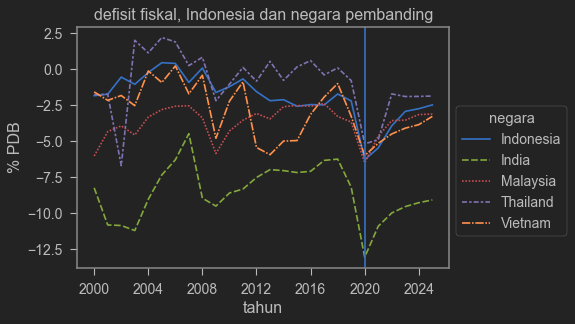 defisit fiskal, Indonesia dan negara pembanding
2.5
0.0
−2.5
−5.0
−7.5
−10.0
−12.5
% PDB
2000
2004
2008
2012
2016
2020
2024
tahun
negara
Indonesia
India
Malaysia
Thailand
Vietnam